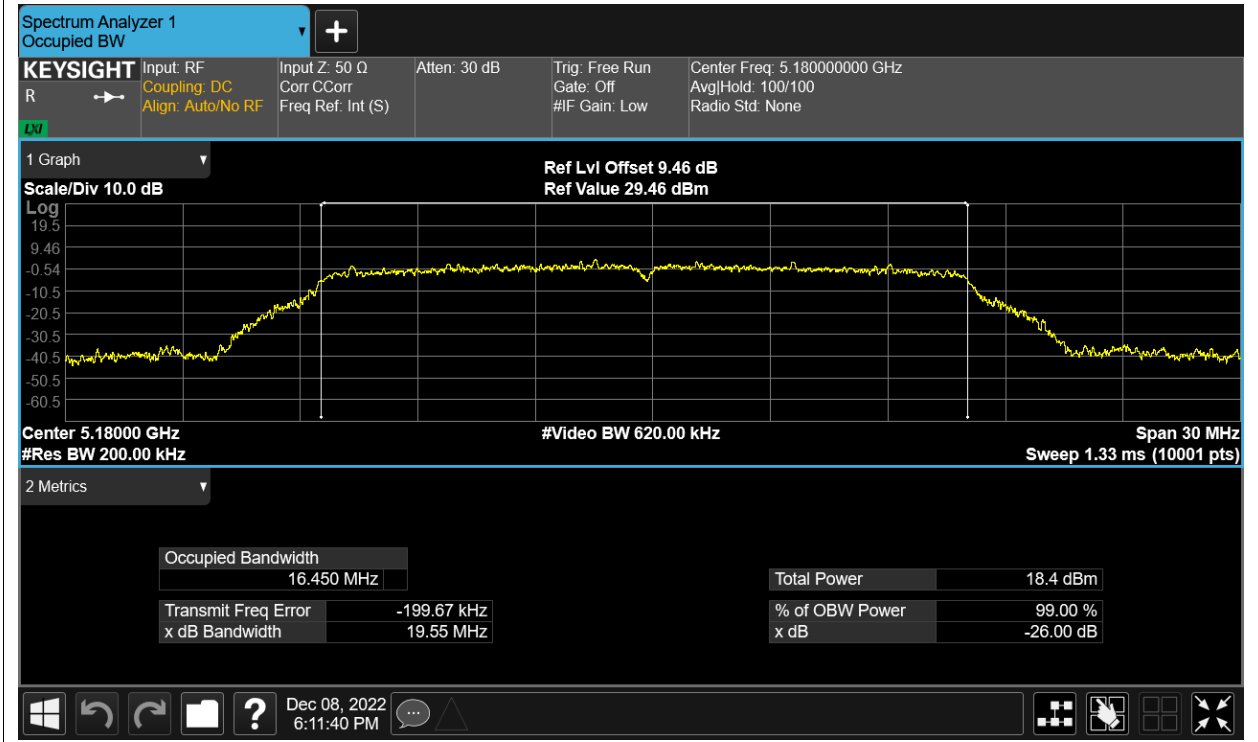 Spectrum Analyzer 1
Occupied BW
KEYSIGHT
R
LXI
Input: RF
Coupling: DC
Align: Auto/No RF
Input Z: 50 Ω
Corr CCorr
Freq Ref: Int (S)
Atten: 30 dB
Trig: Free Run
Gate: Off
#IF Gain: Low
Center Freq: 5.180000000 GHz
Avg|Hold: 100/100
Radio Std: None
1 Graph
Scale/Div 10.0 dB
Ref Lvl Offset 9.46 dB
Ref Value 29.46 dBm
Log
19.5
9.46
-0.54
-10.5
-20.5
-30.5
-40.5
-50.5
-60.5
Center 5.18000 GHz
#Video BW 620.00 kHz
Span 30 MHz
#Res BW 200.00 kHz
Sweep 1.33 ms (10001 pts)
2 Metrics
Occupied Bandwidth
16.450 MHz
Total Power 18.4 dBm
Transmit Freq Error -199.67 kHz
% of OBW Power 99.00 %
x dB Bandwidth 19.55 MHz
x dB -26.00 dB
?
Dec 08, 2022
6:11:40 PM